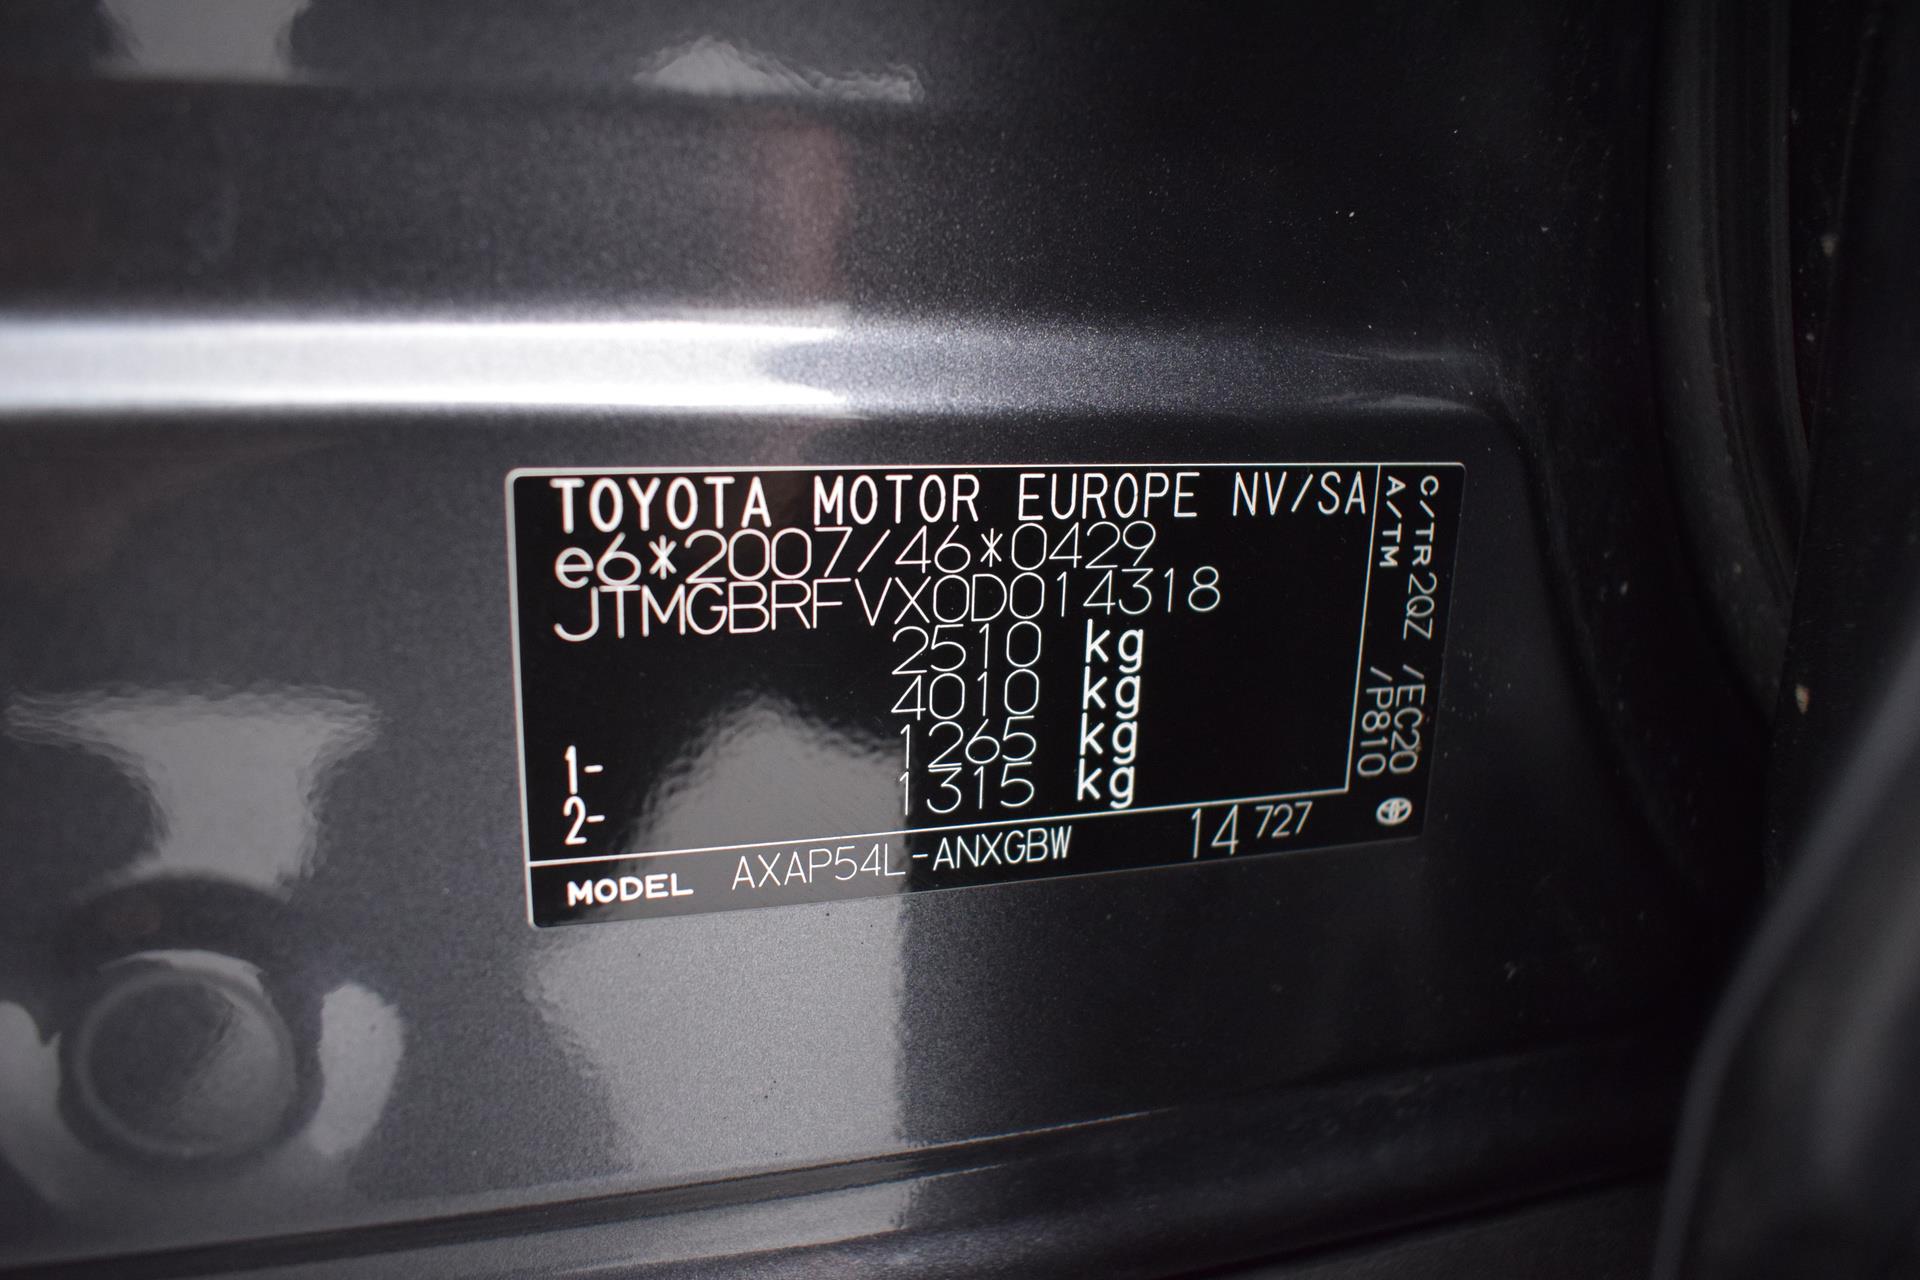 TOYOTA MOTOR EUROPE NV/SA
e6*2007/46*0429
JTMGBRFVX0D014318
2510 kg
4010 kg
1- 1265 kg
2- 1315 kg
MODEL AXAP54L-ANXGBW 14 727
C/TR 2QZ /EC20
A/TM /P810